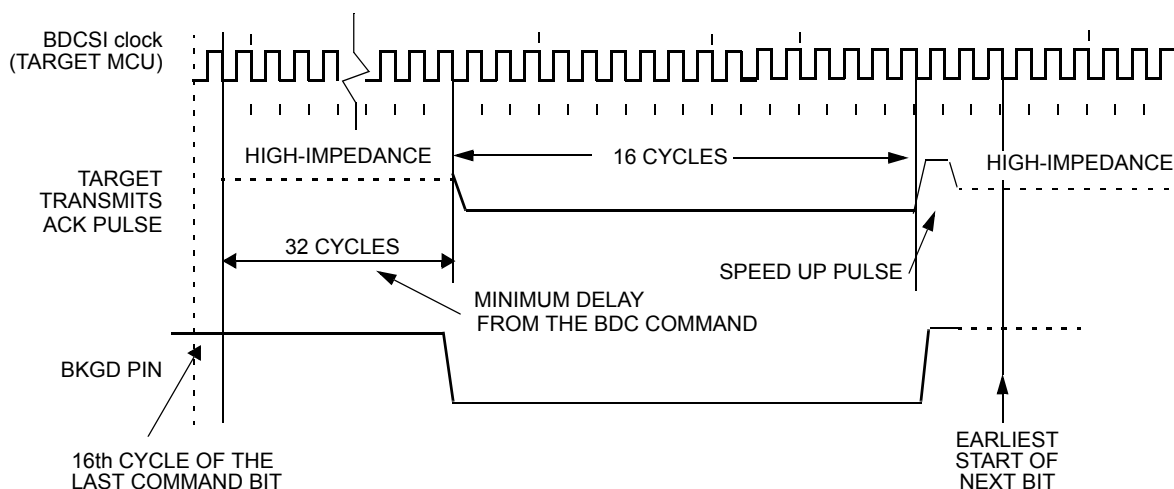 BDCSI clock
(TARGET MCU)
HIGH-IMPEDANCE
16 CYCLES
HIGH-IMPEDANCE
TARGET
TRANSMITS
ACK PULSE
32 CYCLES
SPEED UP PULSE
MINIMUM DELAY
FROM THE BDC COMMAND
BKGD PIN
16th CYCLE OF THE
LAST COMMAND BIT
EARLIEST
START OF
NEXT BIT